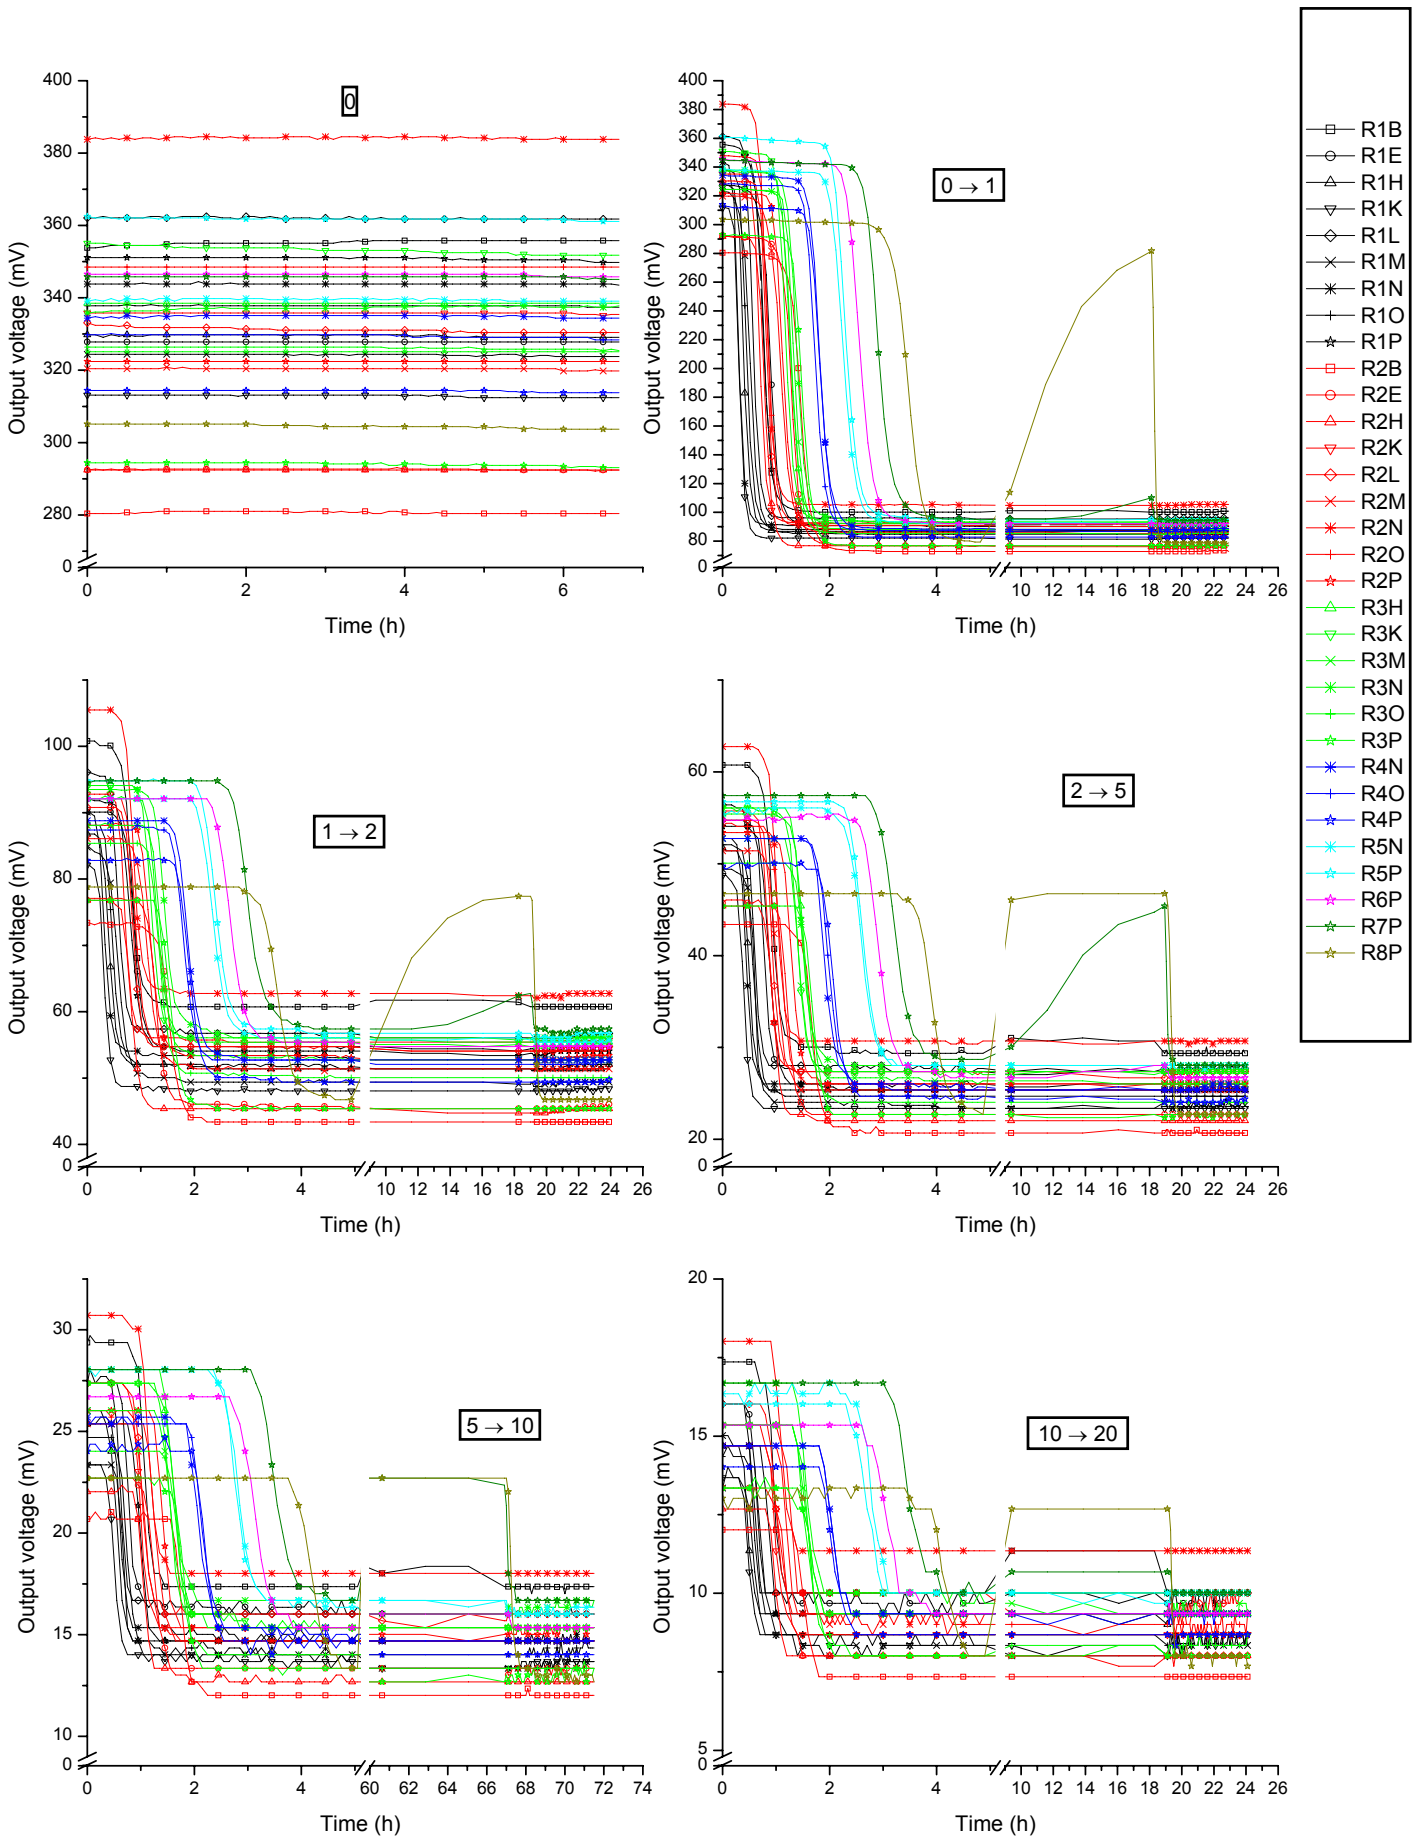 0
Output voltage (mV)
400
380
360
340
320
300
280
0
0
2
4
6
Time (h)
0 → 1
Output voltage (mV)
400
380
360
340
320
300
280
260
240
220
200
180
160
140
120
100
80
0
0
2
4
10
12
14
16
18
20
22
24
26
Time (h)
R1B
R1E
R1H
R1K
R1L
R1M
R1N
R1O
R1P
R2B
R2E
R2H
R2K
R2L
R2M
R2N
R2O
R2P
R3H
R3K
R3M
R3N
R3O
R3P
R4N
R4O
R4P
R5N
R5P
R6P
R7P
R8P
1 → 2
Output voltage (mV)
100
80
60
40
0
0
2
4
10
12
14
16
18
20
22
24
72
74
Time (h)
2 → 5
Output voltage (mV)
60
40
20
0
0
2
4
10
12
14
16
18
20
22
24
26
Time (h)
5 → 10
Output voltage (mV)
30
25
20
15
10
0
0
2
4
60
62
64
66
68
70
72
74
Time (h)
10 → 20
Output voltage (mV)
20
15
10
5
0
0
2
4
10
12
14
16
18
20
22
24
26
Time (h)